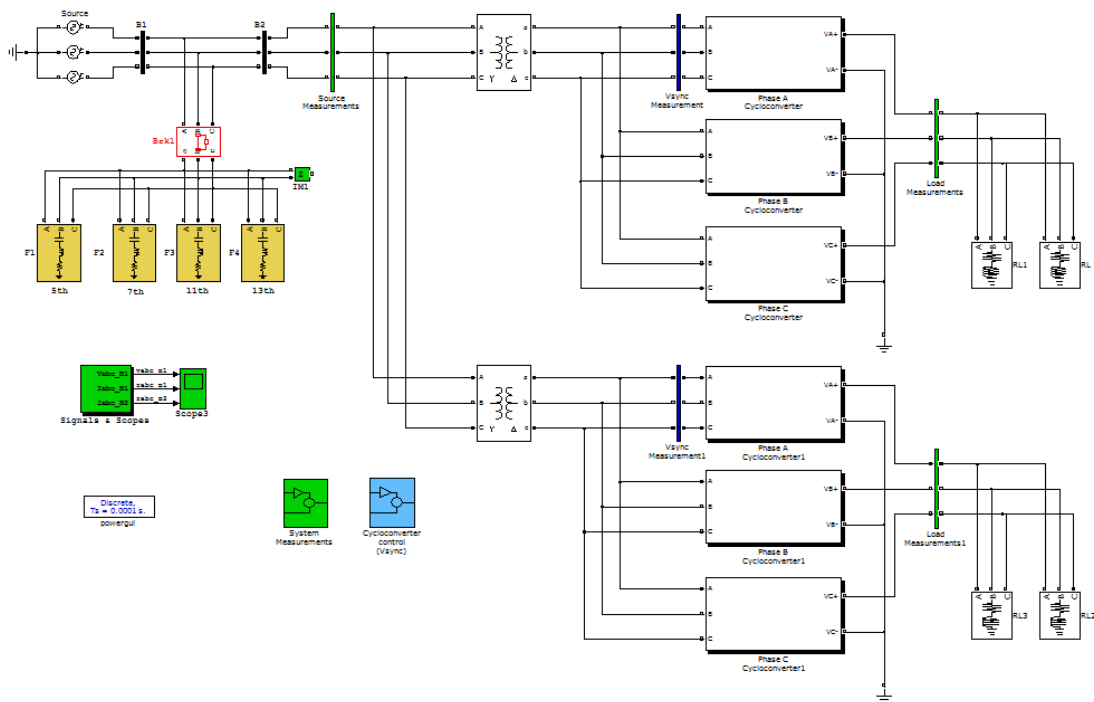 Source
B1
B2
Source
Measurements
A
B
C
Y
Δ
a
b
c
Vsync
Measurement
A
B
C
VA+
VA-
Phase A
Cycloconverter
A
B
C
VB+
VB-
Phase B
Cycloconverter
A
B
C
VC+
VC-
Phase C
Cycloconverter
Load
Measurements
A B C
RL1
A B C
RL
A B C
Brk1
IM1
A B C
F1
5th
A B C
F2
7th
A B C
F3
11th
A B C
F4
13th
Vabc_B1
Iabc_B1
Iabc_B2
Vabc_m1
Signals & Scopes
Scope3
Discrete,
Ts = 0.0001 s.
powergui
System
Measurements
Cycloconverter
control
(Vsync)
A
B
C
Y
Δ
a
b
c
Vsync
Measurement1
A
B
C
VA+
VA-
Phase A
Cycloconverter1
A
B
C
VB+
VB-
Phase B
Cycloconverter1
A
B
C
VC+
VC-
Phase C
Cycloconverter1
Load
Measurements1
A B C
RL3
A B C
RL2